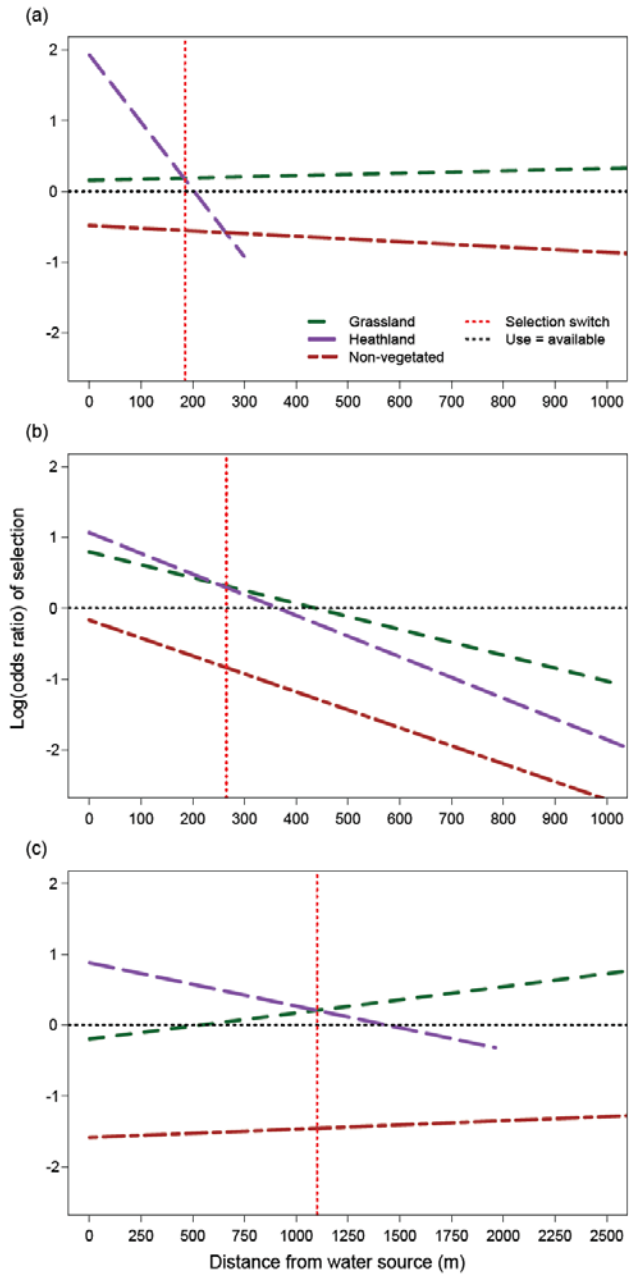 (a)
2
1
0
-1
-2
Grassland
Heathland
Non-vegetated
Selection switch
Use = available
0 100 200 300 400 500 600 700 800 900 1000
(b)
2
1
0
-1
-2
Log(odds ratio) of selection
0 100 200 300 400 500 600 700 800 900 1000
(c)
2
1
0
-1
-2
0 250 500 750 1000 1250 1500 1750 2000 2250 2500
Distance from water source (m)